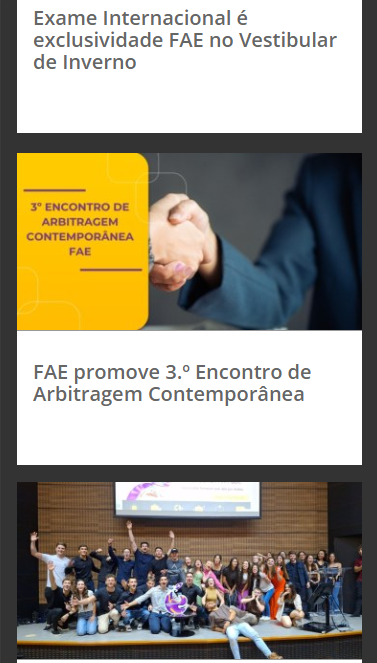 Exame Internacional é
exclusividade FAE no Vestibular
de Inverno
3º ENCONTRO DE
ARBITRAGEM
CONTEMPORÂNEA
FAE
FAE promove 3.º Encontro de
Arbitragem Contemporânea